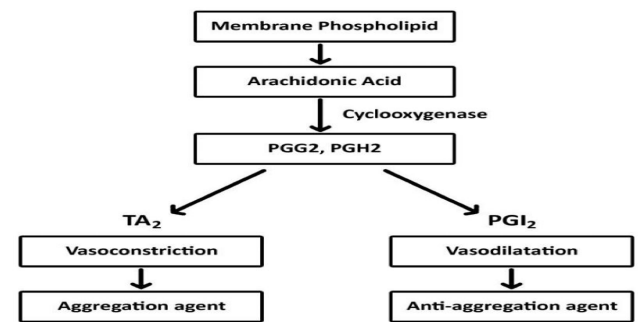 Membrane Phospholipid
Arachidonic Acid
Cyclooxygenase
PGG2, PGH2
TA₂
PGI₂
Vasoconstriction
Vasodilatation
Aggregation agent
Anti-aggregation agent